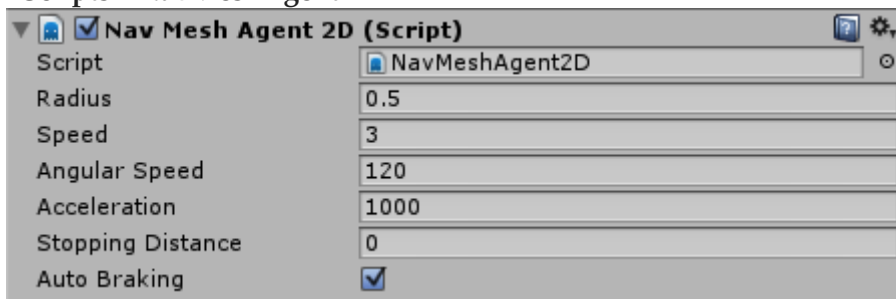 Nav Mesh Agent 2D (Script)
Script NavMeshAgent2D
Radius 0.5
Speed 3
Angular Speed 120
Acceleration 1000
Stopping Distance 0
Auto Braking